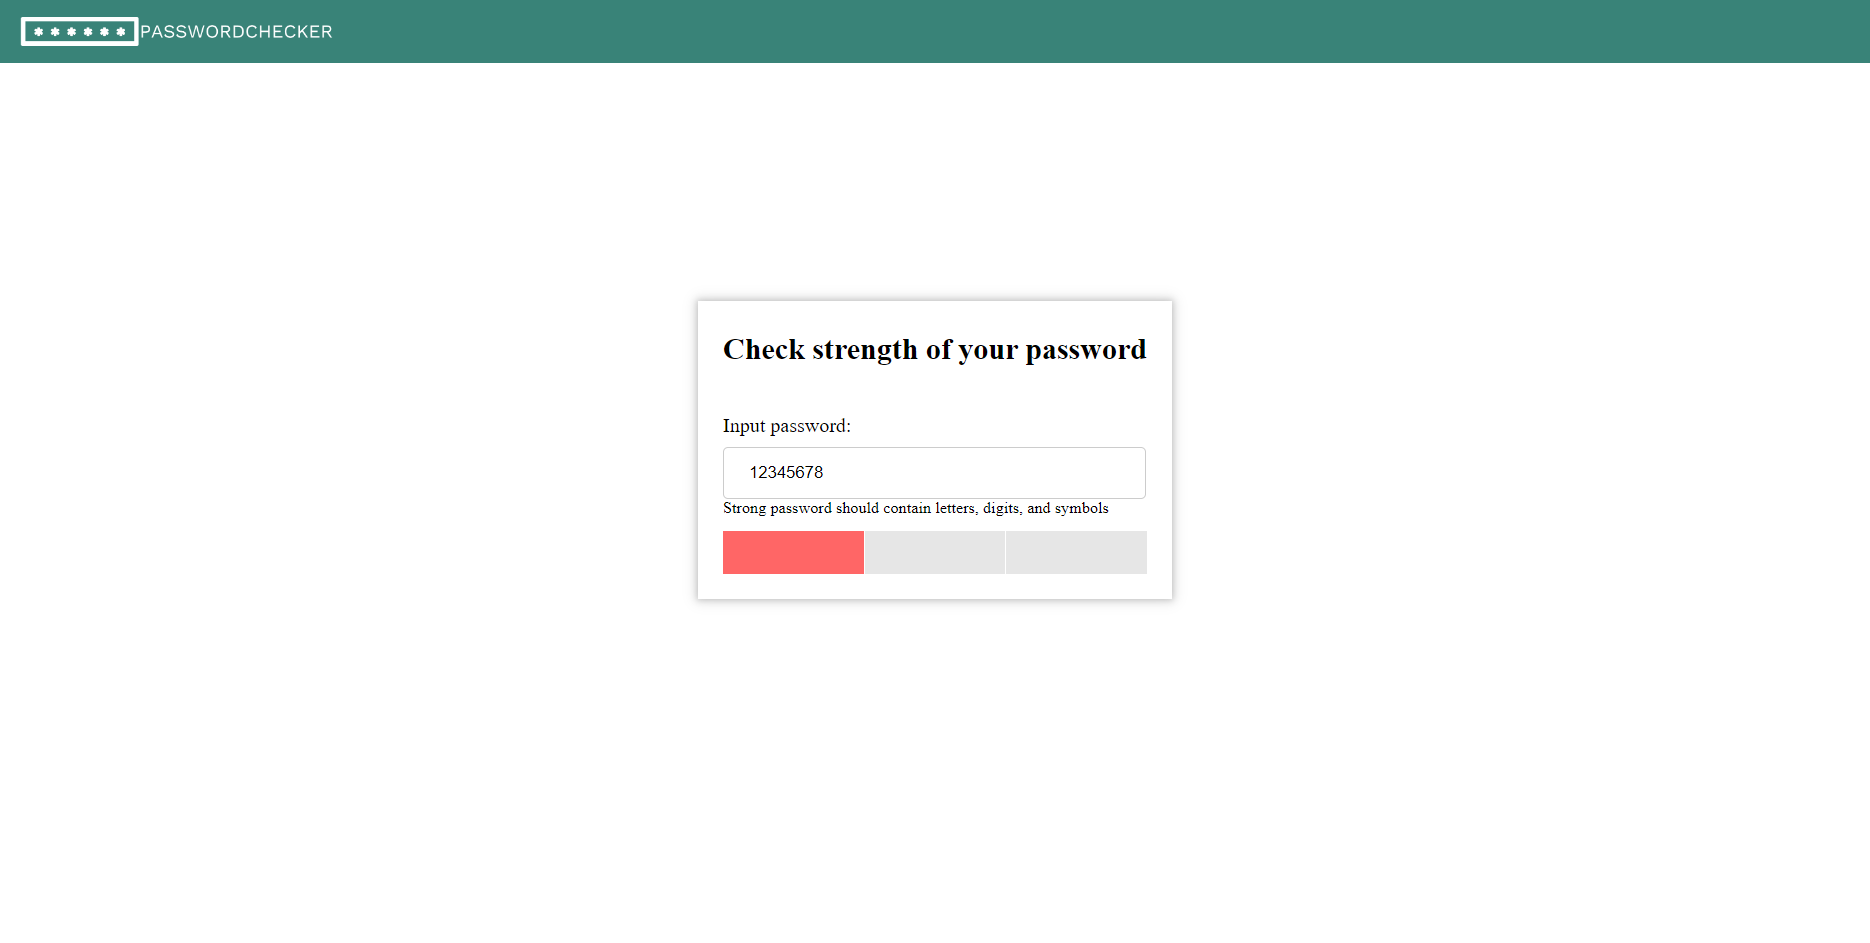 ******PASSWORDCHECKER
Check strength of your password
Input password:
12345678
Strong password should contain letters, digits, and symbols